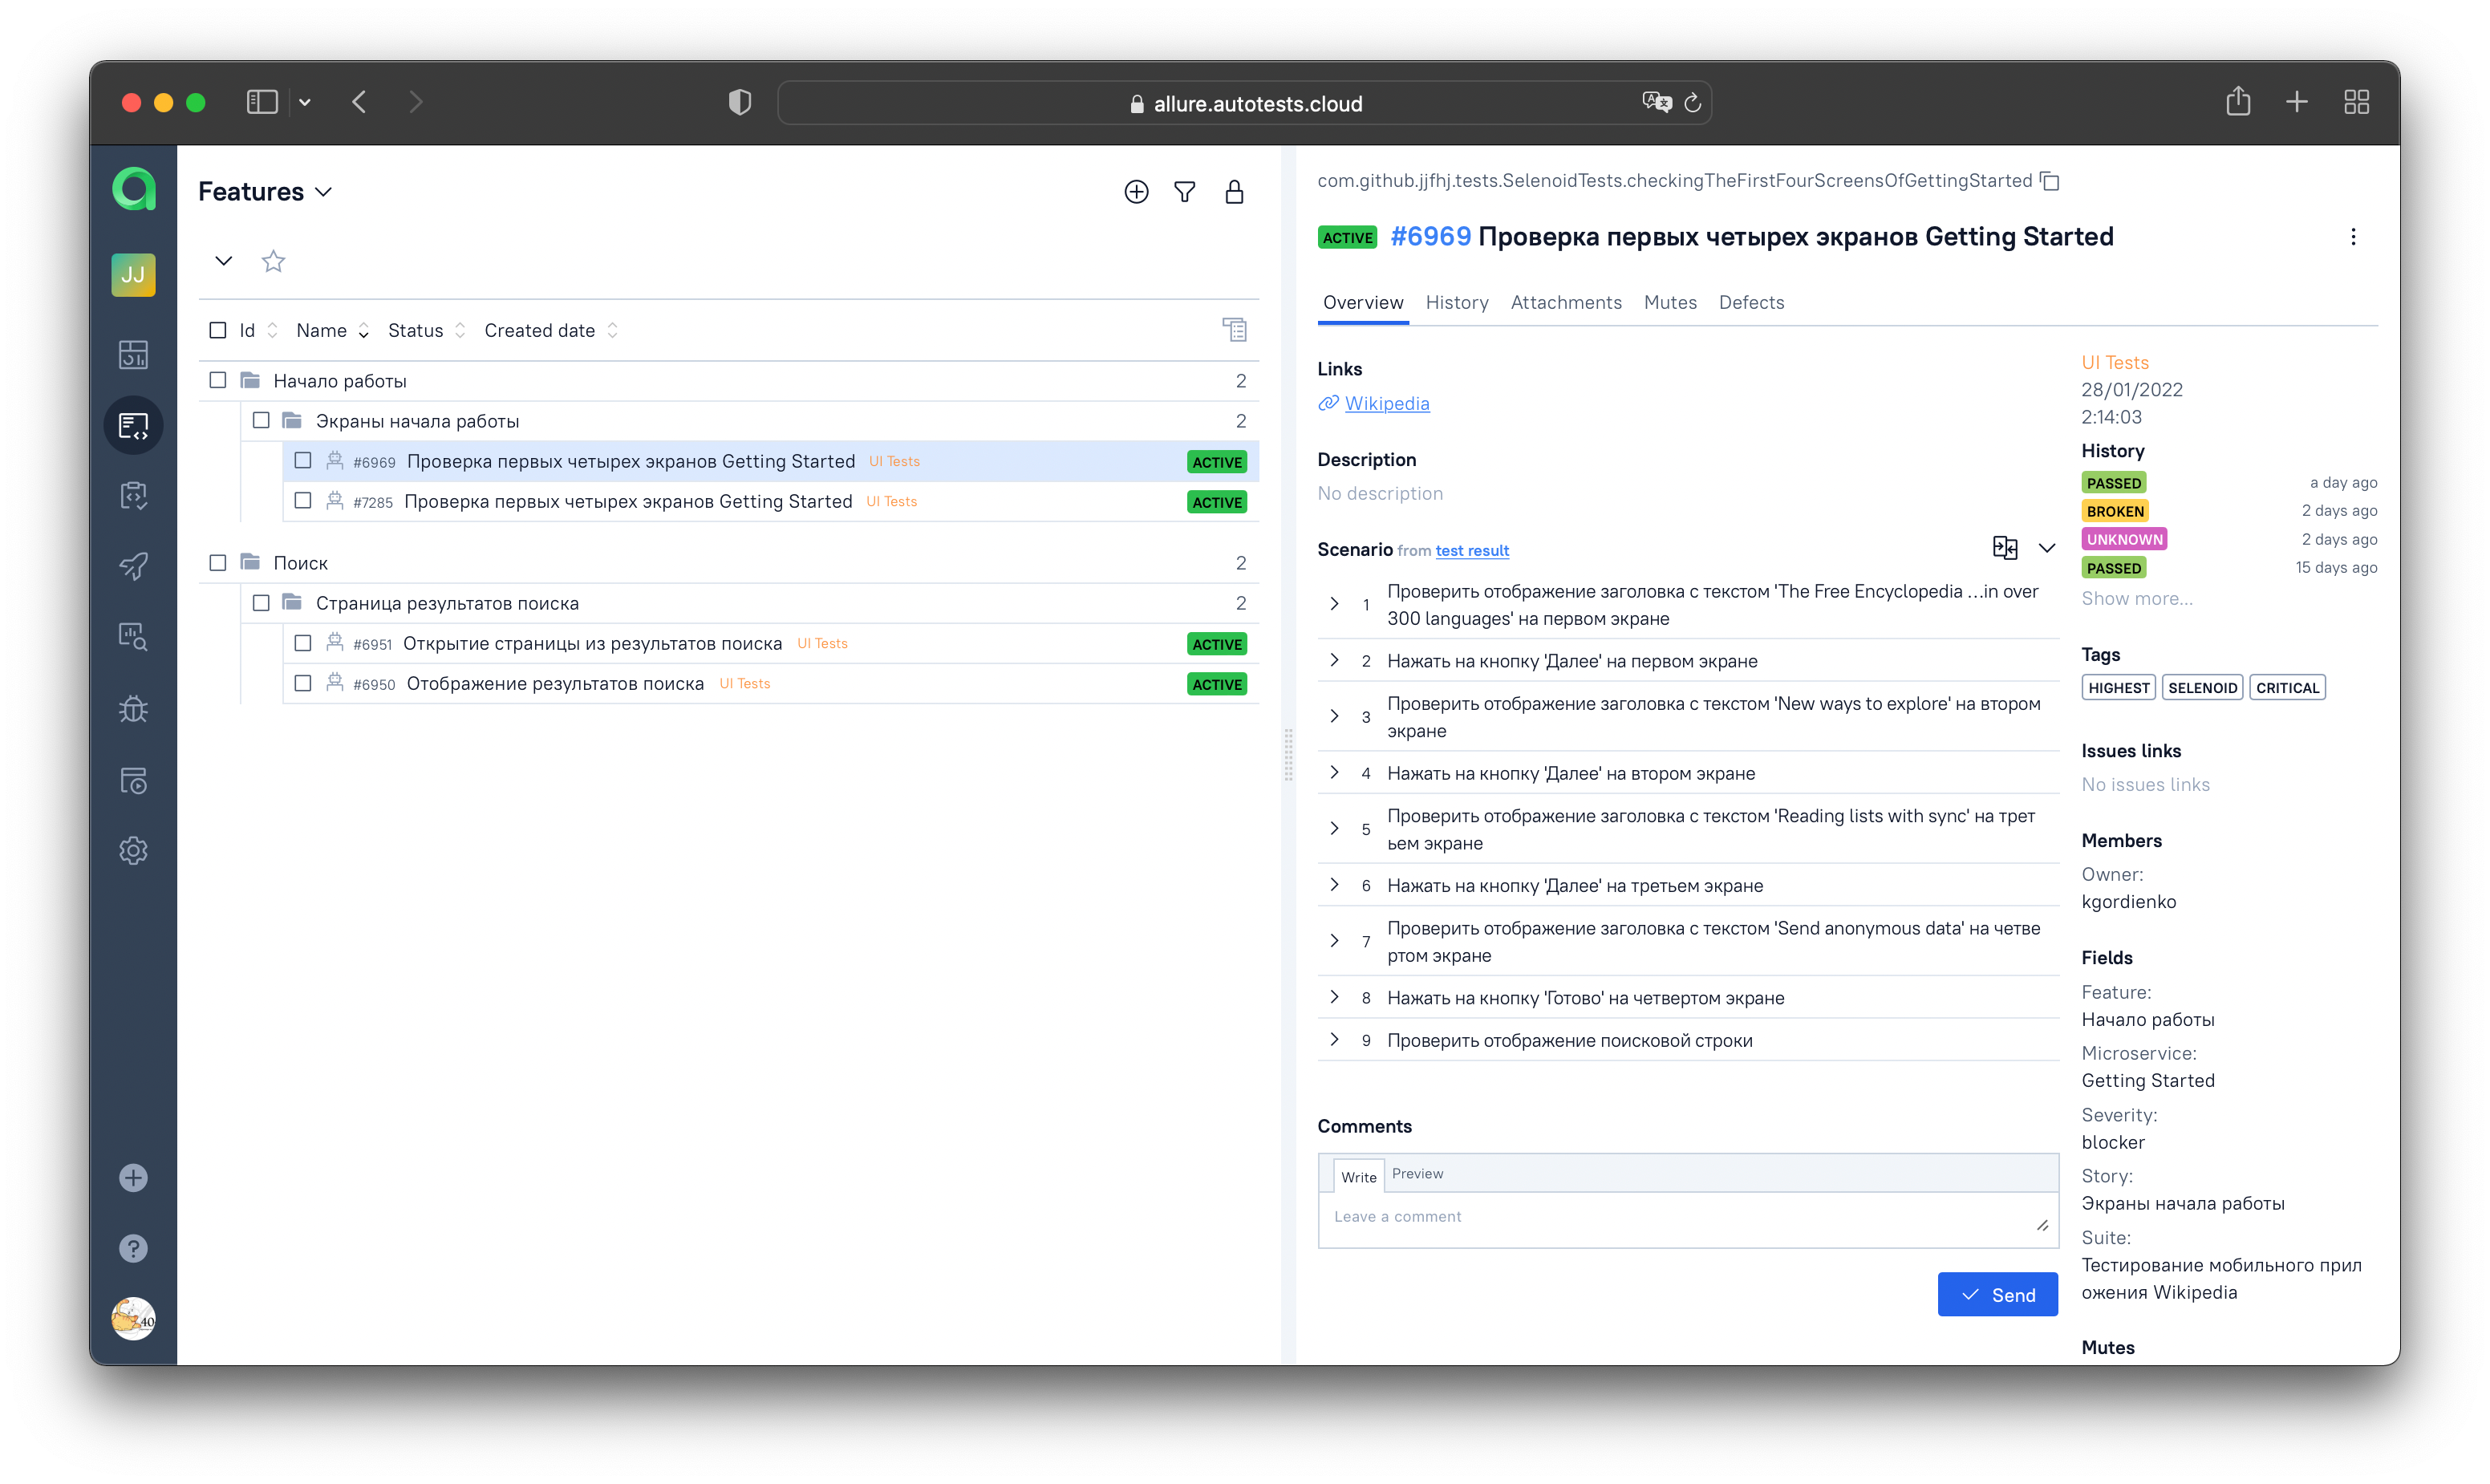 allure.autotests.cloud
JJ
Features
Id Name Status Created date
Начало работы 2
Экраны начала работы 2
#6969 Проверка первых четырех экранов Getting Started UI Tests ACTIVE
#7285 Проверка первых четырех экранов Getting Started UI Tests ACTIVE
Поиск 2
Страница результатов поиска 2
#6951 Открытие страницы из результатов поиска UI Tests ACTIVE
#6950 Отображение результатов поиска UI Tests ACTIVE
40
com.github.jjfhj.tests.SelenoidTests.checkingTheFirstFourScreensOfGettingStarted
ACTIVE #6969 Проверка первых четырех экранов Getting Started
Overview History Attachments Mutes Defects
Links
Wikipedia
Description
No description
Scenario from test result
1 Проверить отображение заголовка с текстом 'The Free Encyclopedia …in over
300 languages' на первом экране
2 Нажать на кнопку 'Далее' на первом экране
3 Проверить отображение заголовка с текстом 'New ways to explore' на втором
экране
4 Нажать на кнопку 'Далее' на втором экране
5 Проверить отображение заголовка с текстом 'Reading lists with sync' на трет
ьем экране
6 Нажать на кнопку 'Далее' на третьем экране
7 Проверить отображение заголовка с текстом 'Send anonymous data' на четве
ртом экране
8 Нажать на кнопку 'Готово' на четвертом экране
9 Проверить отображение поисковой строки
Comments
Write Preview
Leave a comment
Send
UI Tests
28/01/2022
2:14:03
History
PASSED a day ago
BROKEN 2 days ago
UNKNOWN 2 days ago
PASSED 15 days ago
Show more...
Tags
HIGHEST SELENOID CRITICAL
Issues links
No issues links
Members
Owner:
kgordienko
Fields
Feature:
Начало работы
Microservice:
Getting Started
Severity:
blocker
Story:
Экраны начала работы
Suite:
Тестирование мобильного прил
ожения Wikipedia
Mutes